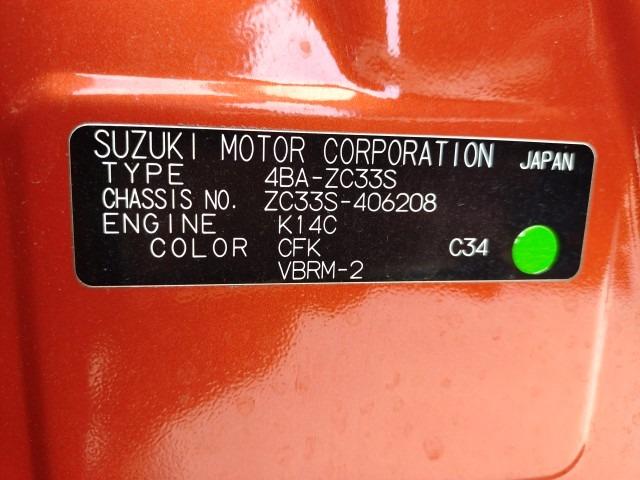 SUZUKI MOTOR CORPORATION JAPAN
TYPE 4BA-ZC33S
CHASSIS NO. ZC33S-406208
ENGINE K14C
COLOR CFK C34
VBRM-2